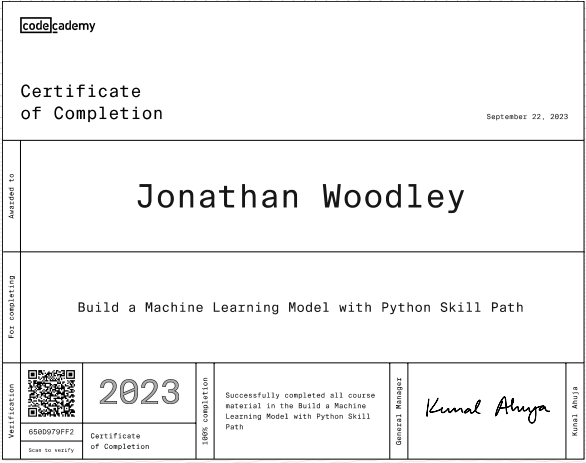 codecademy
Certificate
of Completion
September 22, 2023
Awarded to
Jonathan Woodley
For completing
Build a Machine Learning Model with Python Skill Path
Verification
650D979FF2
Scan to verify
2023
Certificate
of Completion
100% completion
Successfully completed all course
material in the Build a Machine
Learning Model with Python Skill
Path
General Manager
Kunal Ahuja
Kunal Ahuja